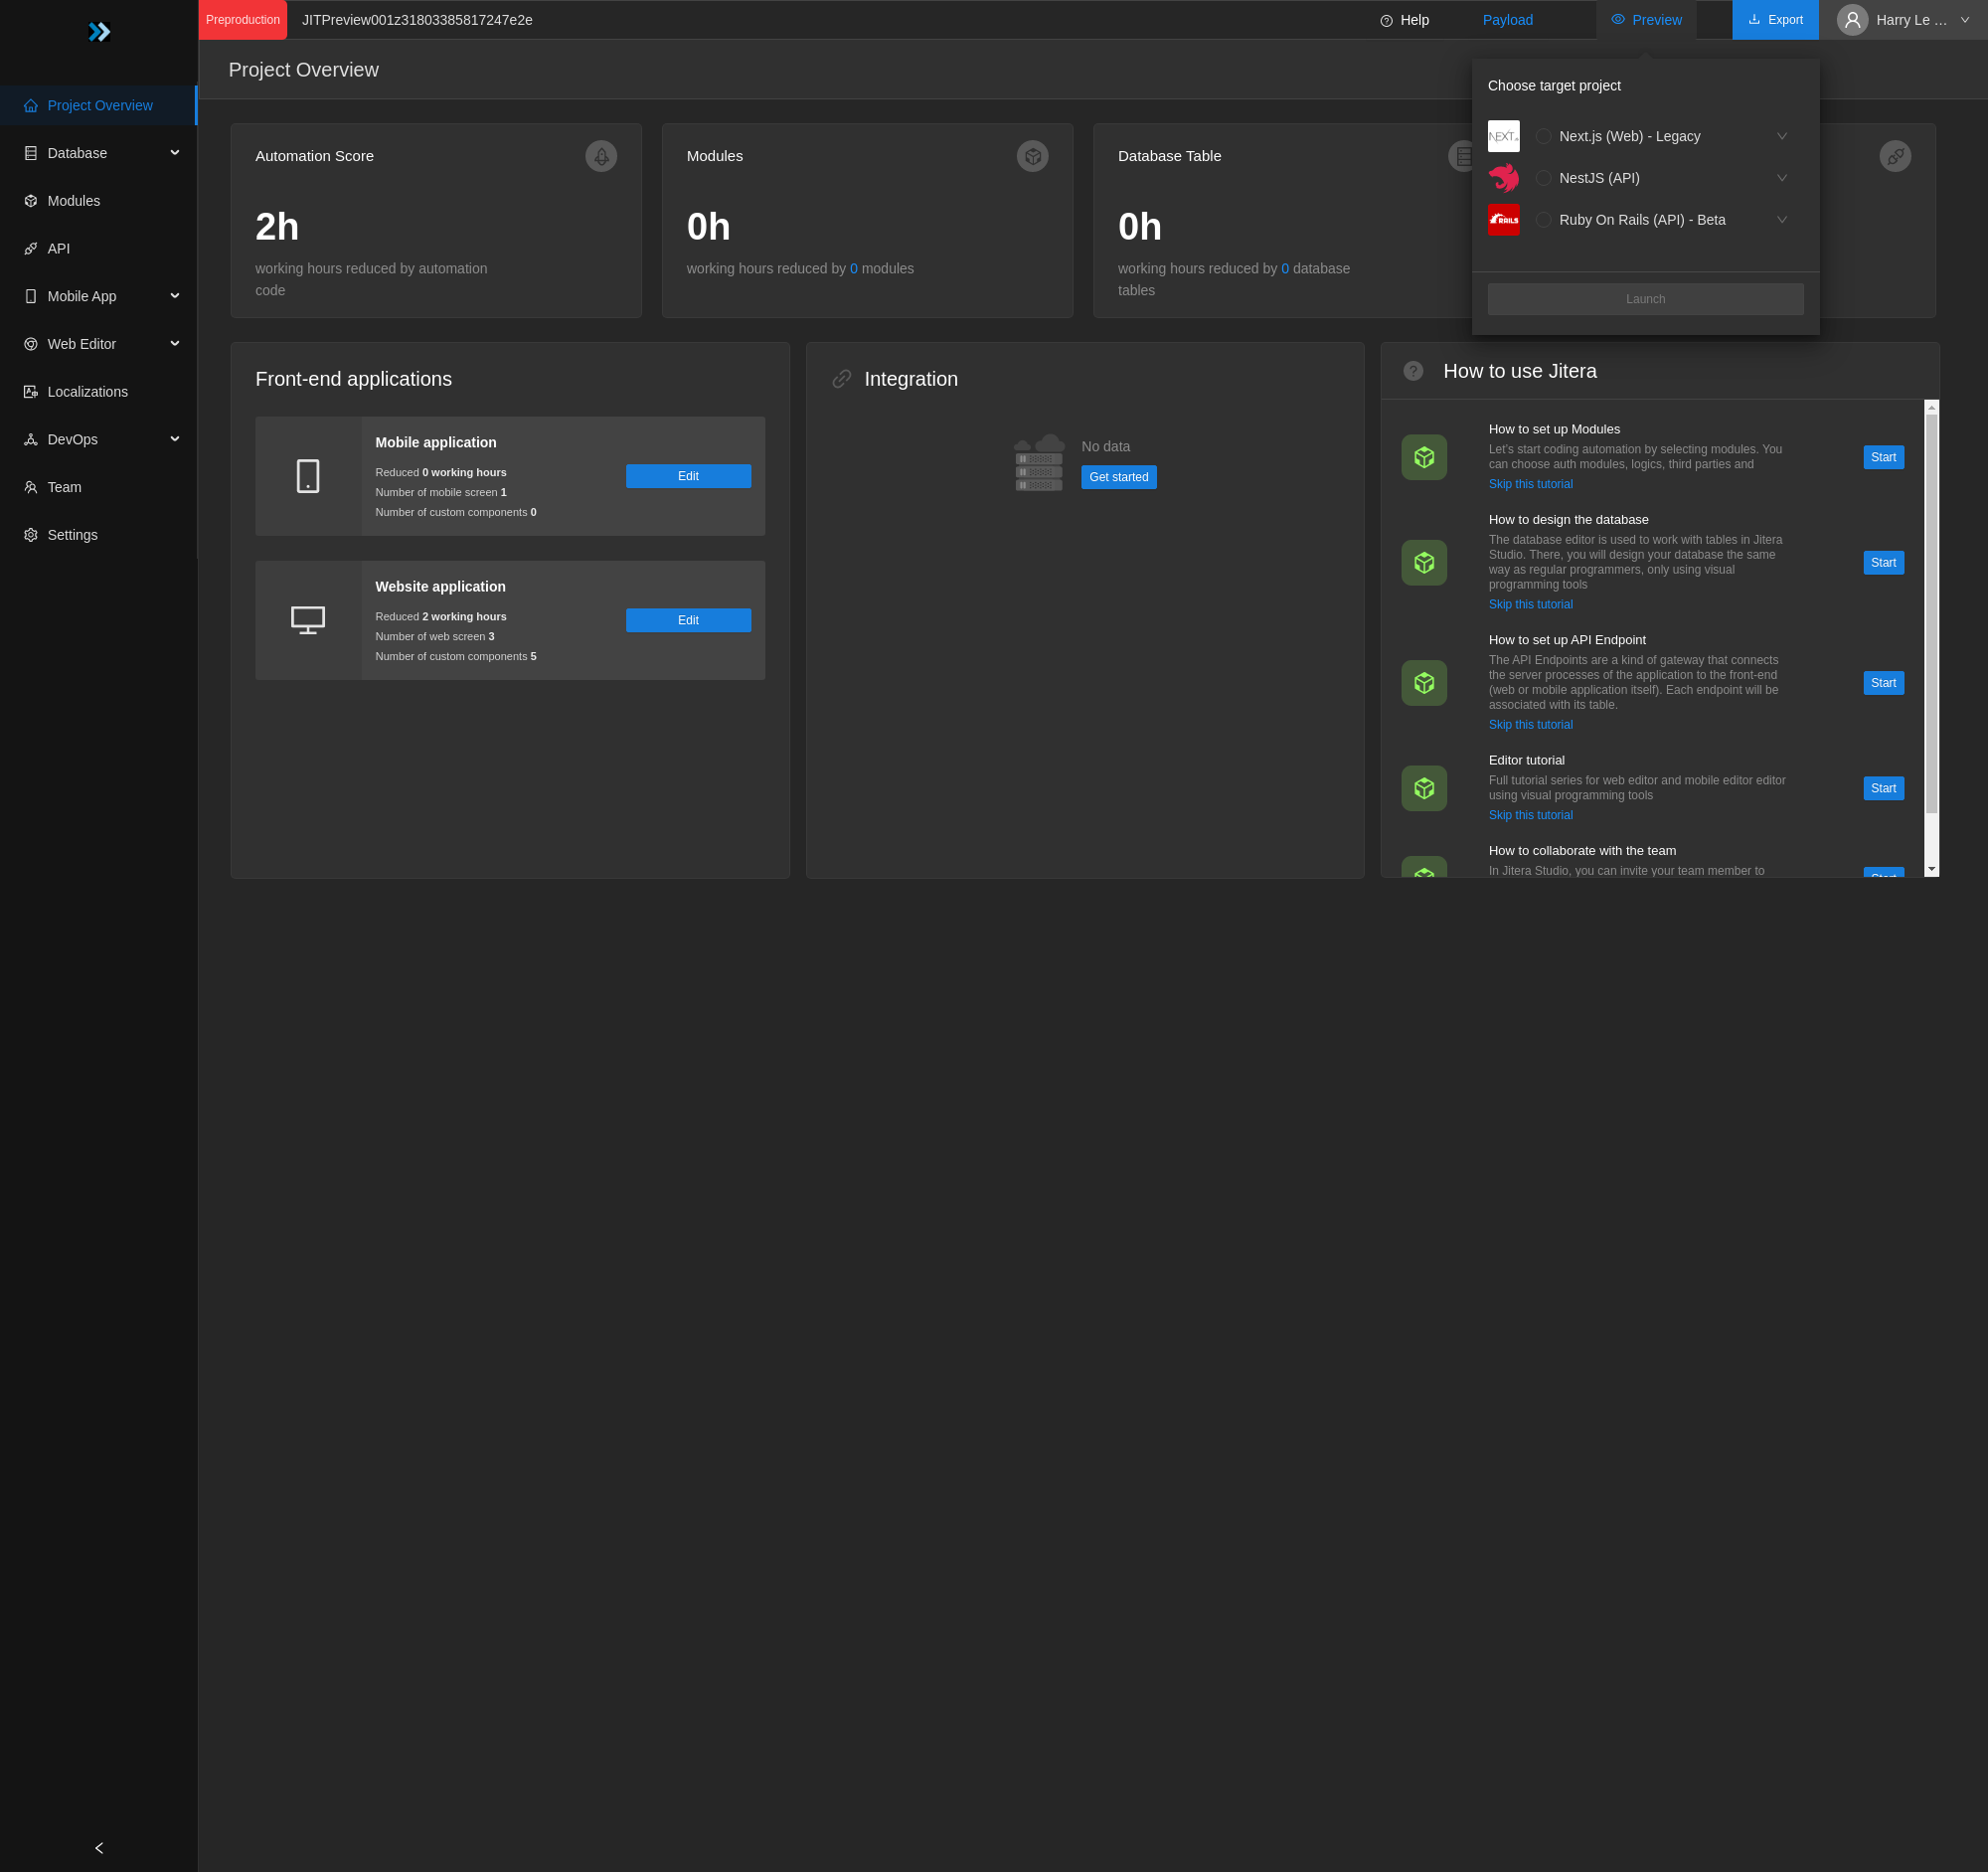 Preproduction
JITPreview001z31803385817247e2e
Help
Payload
Preview
Export
Harry Le …
Project Overview
Database
Modules
API
Mobile App
Web Editor
Localizations
DevOps
Team
Settings
Project Overview
Choose target project
NEXT
Next.js (Web) - Legacy
NestJS (API)
RAILS
Ruby On Rails (API) - Beta
Launch
Automation Score
2h
working hours reduced by automation
code
Modules
0h
working hours reduced by 0 modules
Database Table
0h
working hours reduced by 0 database
tables
Front-end applications
Mobile application
Reduced 0 working hours
Number of mobile screen 1
Number of custom components 0
Edit
Website application
Reduced 2 working hours
Number of web screen 3
Number of custom components 5
Edit
Integration
No data
Get started
How to use Jitera
How to set up Modules
Let's start coding automation by selecting modules. You
can choose auth modules, logics, third parties and
Skip this tutorial
Start
How to design the database
The database editor is used to work with tables in Jitera
Studio. There, you will design your database the same
way as regular programmers, only using visual
programming tools
Skip this tutorial
Start
How to set up API Endpoint
The API Endpoints are a kind of gateway that connects
the server processes of the application to the front-end
(web or mobile application itself). Each endpoint will be
associated with its table.
Skip this tutorial
Start
Editor tutorial
Full tutorial series for web editor and mobile editor editor
using visual programming tools
Skip this tutorial
Start
How to collaborate with the team
In Jitera Studio, you can invite your team member to
Start